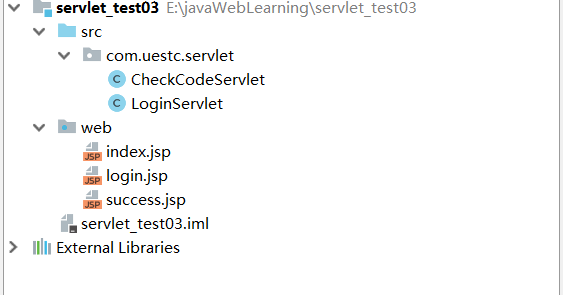 servlet_test03 E:\javaWebLearning\servlet_test03
src
com.uestc.servlet
C CheckCodeServlet
C LoginServlet
web
JSP index.jsp
JSP login.jsp
JSP success.jsp
servlet_test03.iml
External Libraries